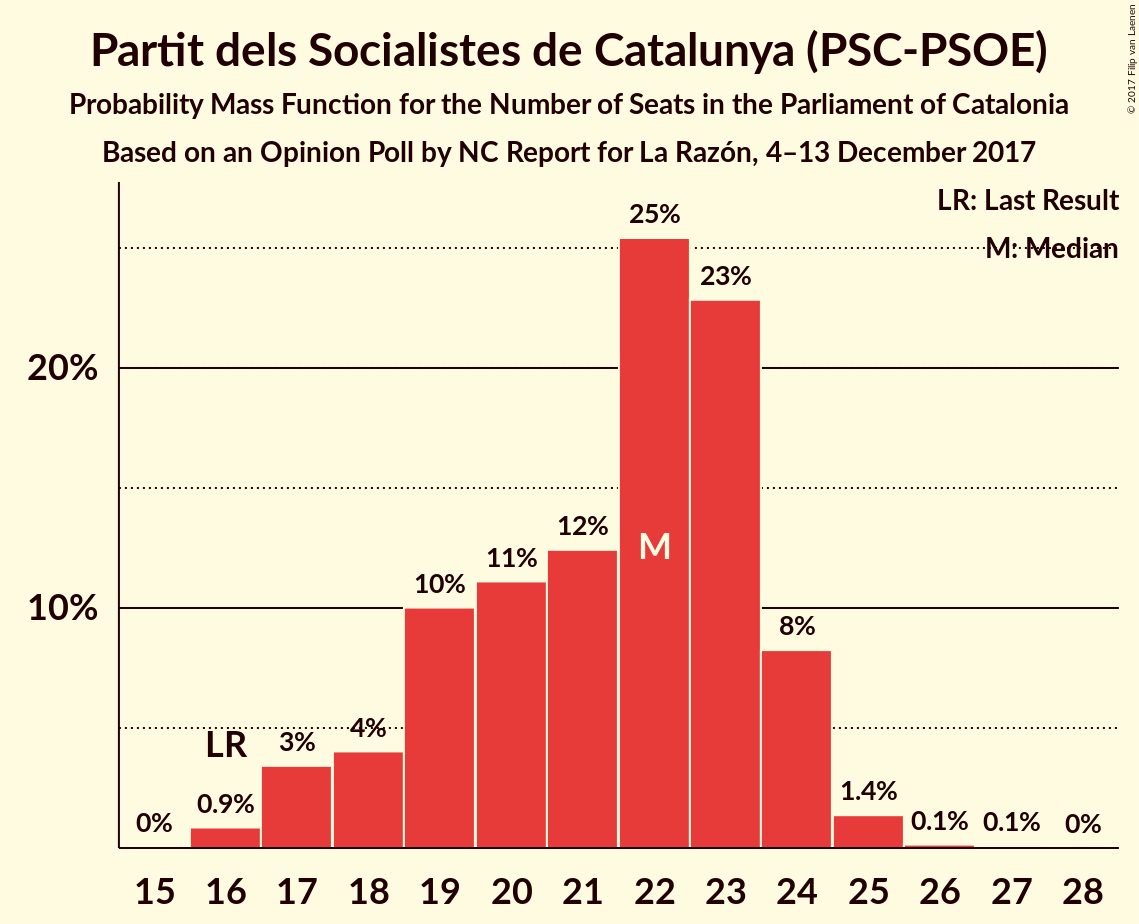 Partit dels Socialistes de Catalunya (PSC-PSOE)
Probability Mass Function for the Number of Seats in the Parliament of Catalonia
Based on an Opinion Poll by NC Report for La Razón, 4–13 December 2017
© 2017 Filip van Laenen
LR: Last Result
M: Median
25%
23%
20%
12%
11%
10%
M
10%
8%
4%
3%
LR
1.4%
0.9%
0%
0.1%
0.1%
0%
15 16 17 18 19 20 21 22 23 24 25 26 27 28